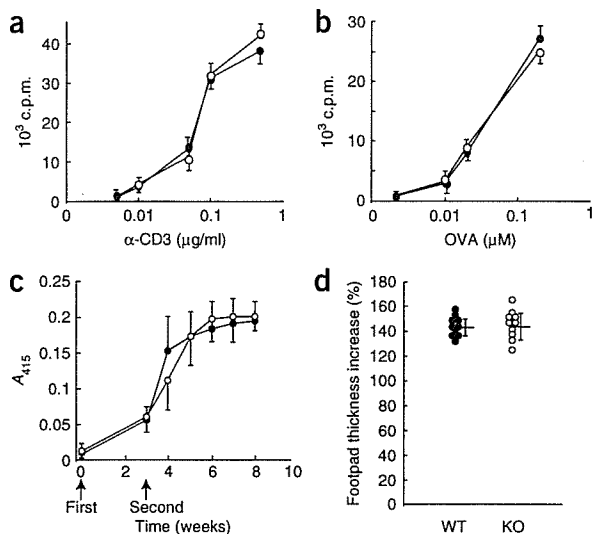 a
40
30
20
10
0
10³ c.p.m.
0 0.01 0.1 1
α-CD3 (μg/ml)
b
30
20
10
0
10³ c.p.m.
0 0.01 0.1 1
OVA (μM)
c
0.25
0.2
0.15
0.1
0.05
0
A415
0 2 4 6 8 10
First Second
Time (weeks)
d
180
160
140
120
100
80
60
40
20
0
Footpad thickness increase (%)
WT KO